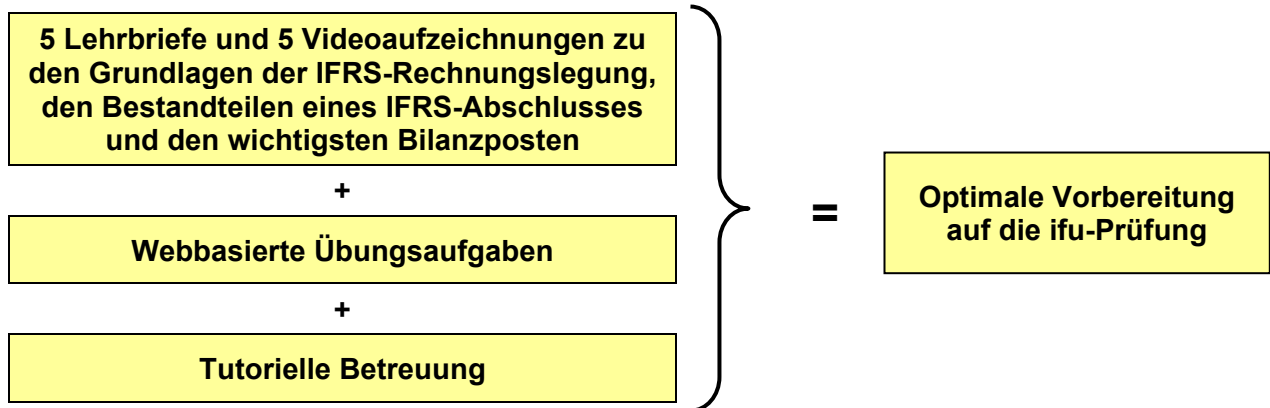 5 Lehrbriefe und 5 Videoaufzeichnungen zu
den Grundlagen der IFRS-Rechnungslegung,
den Bestandteilen eines IFRS-Abschlusses
und den wichtigsten Bilanzposten
+
Webbasierte Übungsaufgaben
+
Tutorielle Betreuung
=
Optimale Vorbereitung
auf die ifu-Prüfung